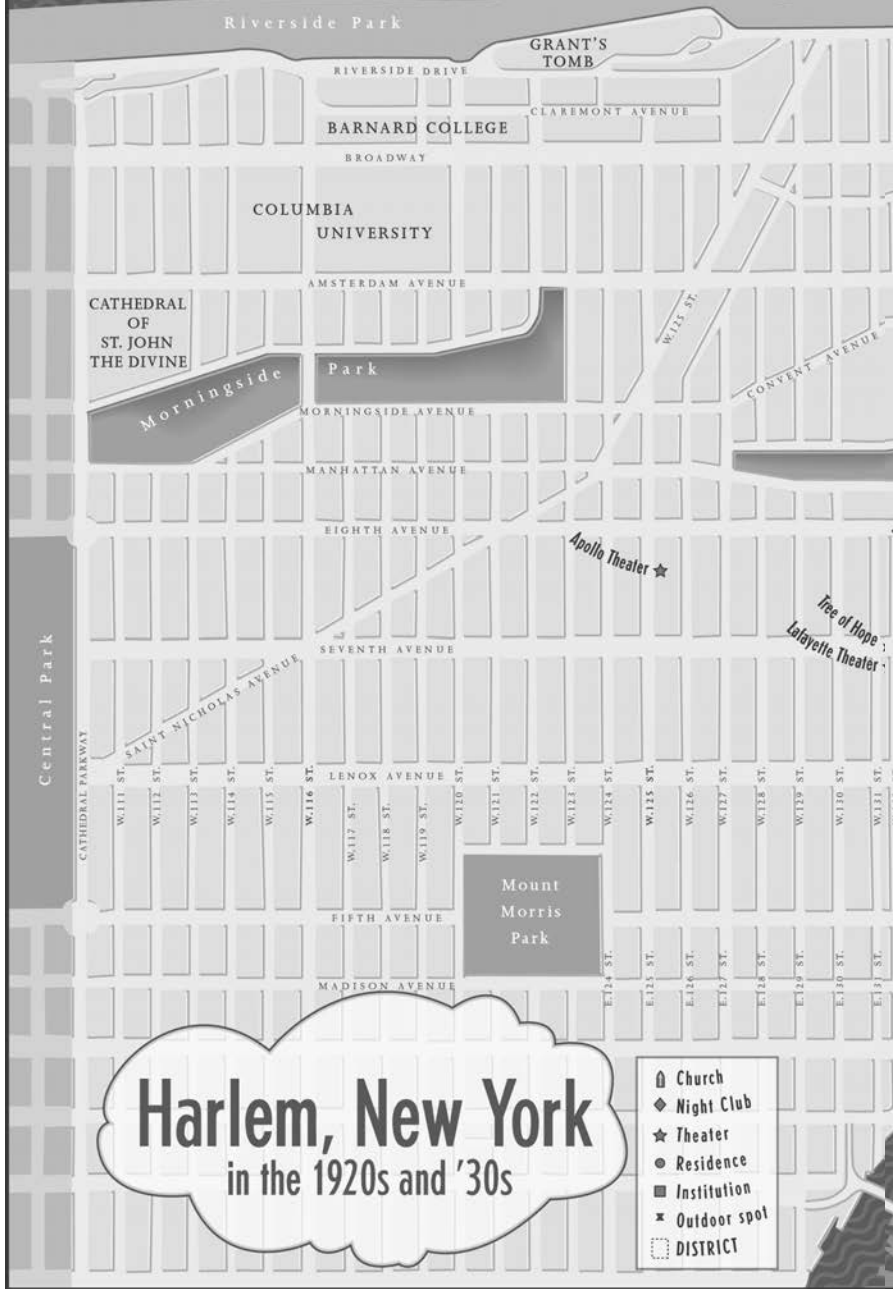 Riverside Park
GRANT'S
TOMB
RIVERSIDE DRIVE
CLAREMONT AVENUE
BARNARD COLLEGE
BROADWAY
COLUMBIA
UNIVERSITY
AMSTERDAM AVENUE
CATHEDRAL
OF
ST. JOHN
THE DIVINE
W.125 ST.
CONVENT AVENUE
Morningside Park
MORNINGSIDE AVENUE
MANHATTAN AVENUE
EIGHTH AVENUE
Apollo Theater
Tree of Hope
Lafayette Theater
SEVENTH AVENUE
SAINT NICHOLAS AVENUE
Central Park
CATHEDRAL PARKWAY
LENOX AVENUE
W.111 ST.
W.112 ST.
W.113 ST.
W.114 ST.
W.115 ST.
W.116 ST.
W.117 ST.
W.118 ST.
W.119 ST.
W.120 ST.
W.121 ST.
W.122 ST.
W.123 ST.
W.124 ST.
W.125 ST.
W.126 ST.
W.127 ST.
W.128 ST.
W.129 ST.
W.130 ST.
W.131 ST.
Mount
Morris
Park
FIFTH AVENUE
MADISON AVENUE
E.124 ST.
E.125 ST.
E.126 ST.
E.127 ST.
E.128 ST.
E.129 ST.
E.130 ST.
E.131 ST.
Harlem, New York
in the 1920s and '30s
Church
Night Club
Theater
Residence
Institution
Outdoor spot
DISTRICT